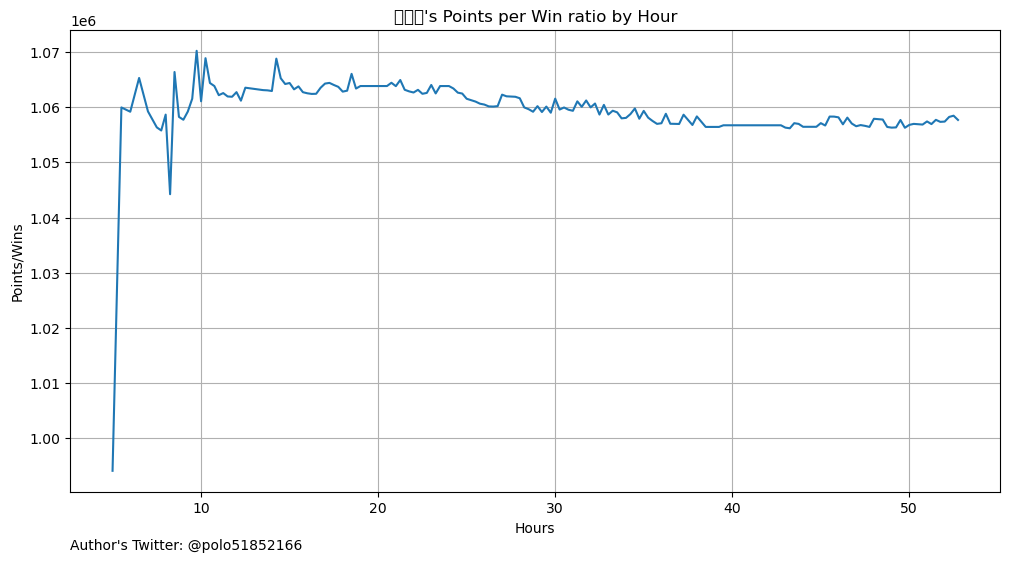 1e6
's Points per Win ratio by Hour
1.07
1.06
1.05
1.04
1.03
1.02
1.01
1.00
Points/Wins
10 20 30 40 50
Hours
Author's Twitter: @polo51852166